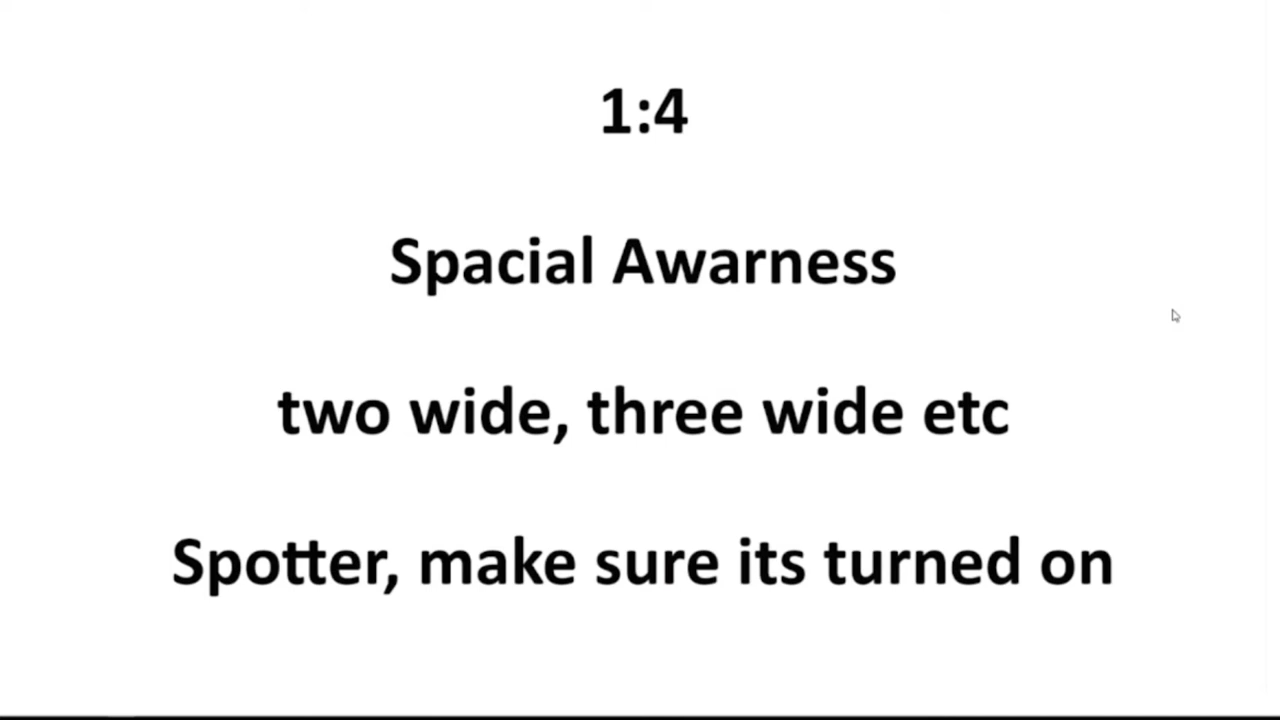 1:4
Spacial Awarness
two wide, three wide etc
Spotter, make sure its turned on